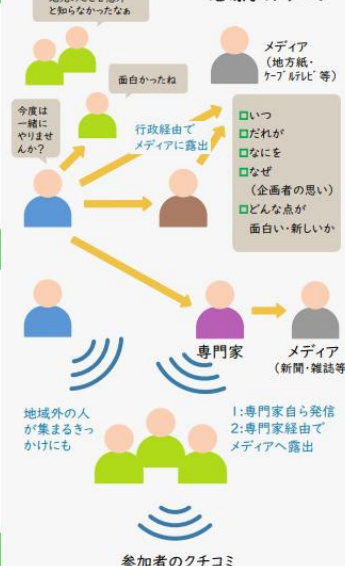 と知らなかったなぁ
メディア
（地方紙・
ケーブルテレビ 等）
面白かったね
今度は
一緒に
やりませ
んか？
行政経由で
メディアに露出
いつ
だれが
なにを
なぜ
（企画者の思い）
どんな点が
面白い・新しいか
専門家
メディア
（新聞・雑誌等
地域外の人
が集まるきっ
かけにも
1:専門家自ら発信
2:専門家経由で
メディアへ露出
参加者のクチコミ